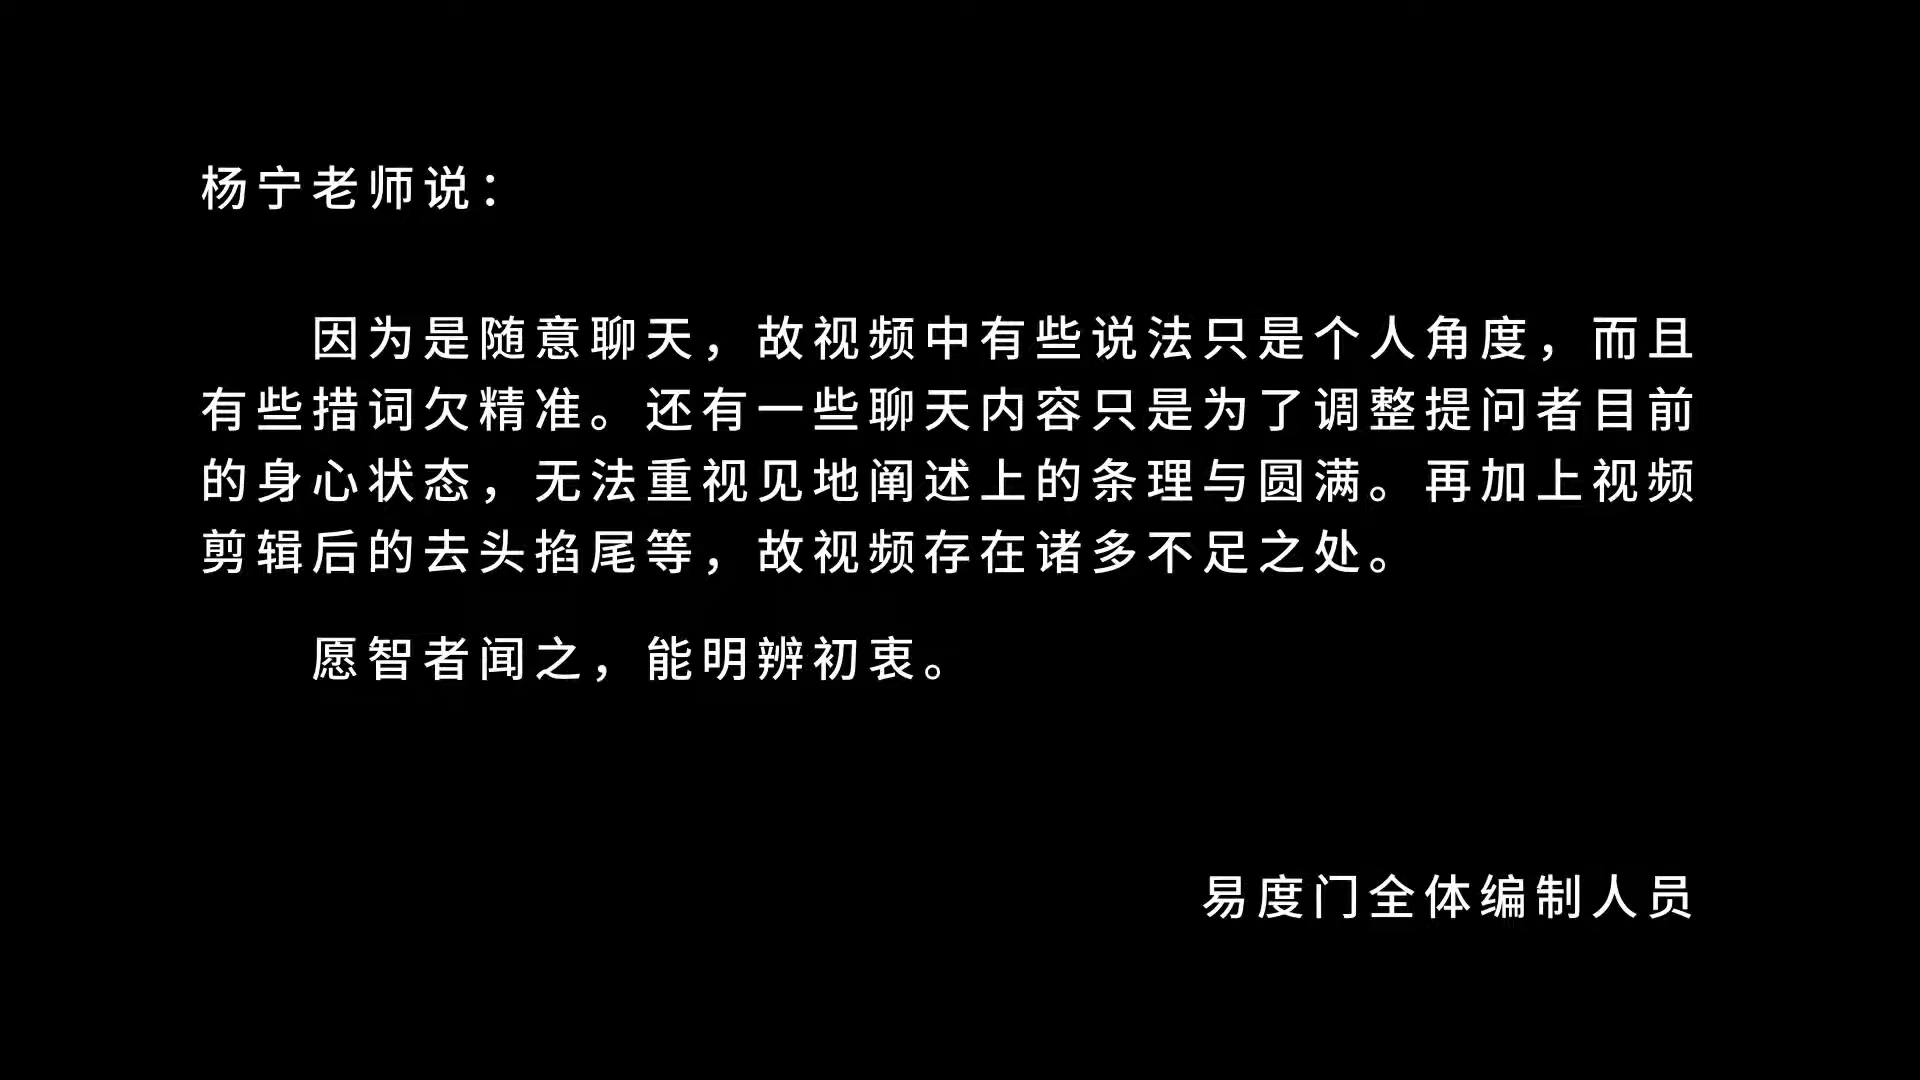 杨宁老师说：
因为是随意聊天，故视频中有些说法只是个人角度，而且
有些措词欠精准。还有一些聊天内容只是为了调整提问者目前
的身心状态，无法重视见地阐述上的条理与圆满。再加上视频
剪辑后的去头掐尾等，故视频存在诸多不足之处。
愿智者闻之，能明辨初衷。
易度门全体编制人员